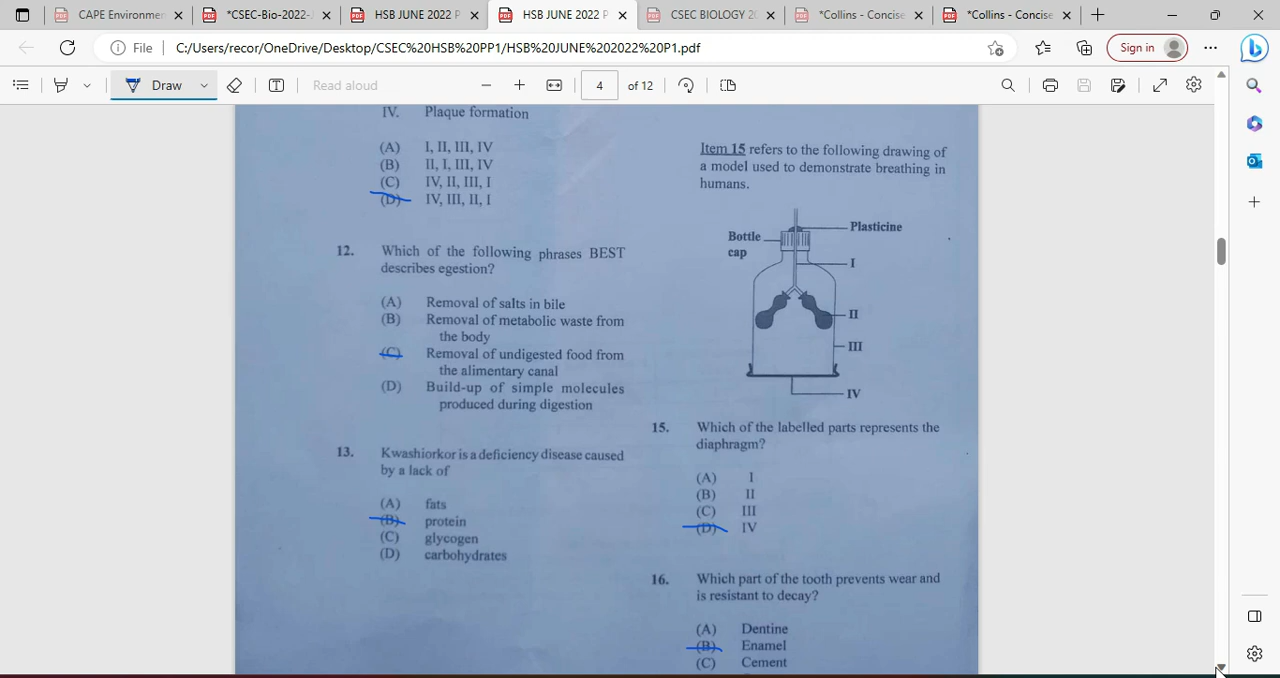 CAPE Environmen
*CSEC-Bio-2022-
HSB JUNE 2022 P
HSB JUNE 2022 P
CSEC BIOLOGY 20
*Collins - Concise
*Collins - Concise
File
C:/Users/recor/OneDrive/Desktop/CSEC%20HSB%20PP1/HSB%20JUNE%202022%20P1.pdf
Sign in
Draw
Read aloud
4 of 12
IV. Plaque formation
(A) I, II, III, IV
(B) II, I, III, IV
(C) IV, II, III, I
(D) IV, III, II, I
12. Which of the following phrases BEST
describes egestion?
(A) Removal of salts in bile
(B) Removal of metabolic waste from
the body
(C) Removal of undigested food from
the alimentary canal
(D) Build-up of simple molecules
produced during digestion
13. Kwashiorkor is a deficiency disease caused
by a lack of
(A) fats
(B) protein
(C) glycogen
(D) carbohydrates
Item 15 refers to the following drawing of
a model used to demonstrate breathing in
humans.
Plasticine
Bottle
cap
I
II
III
IV
15. Which of the labelled parts represents the
diaphragm?
(A) I
(B) II
(C) III
(D) IV
16. Which part of the tooth prevents wear and
is resistant to decay?
(A) Dentine
(B) Enamel
(C) Cement